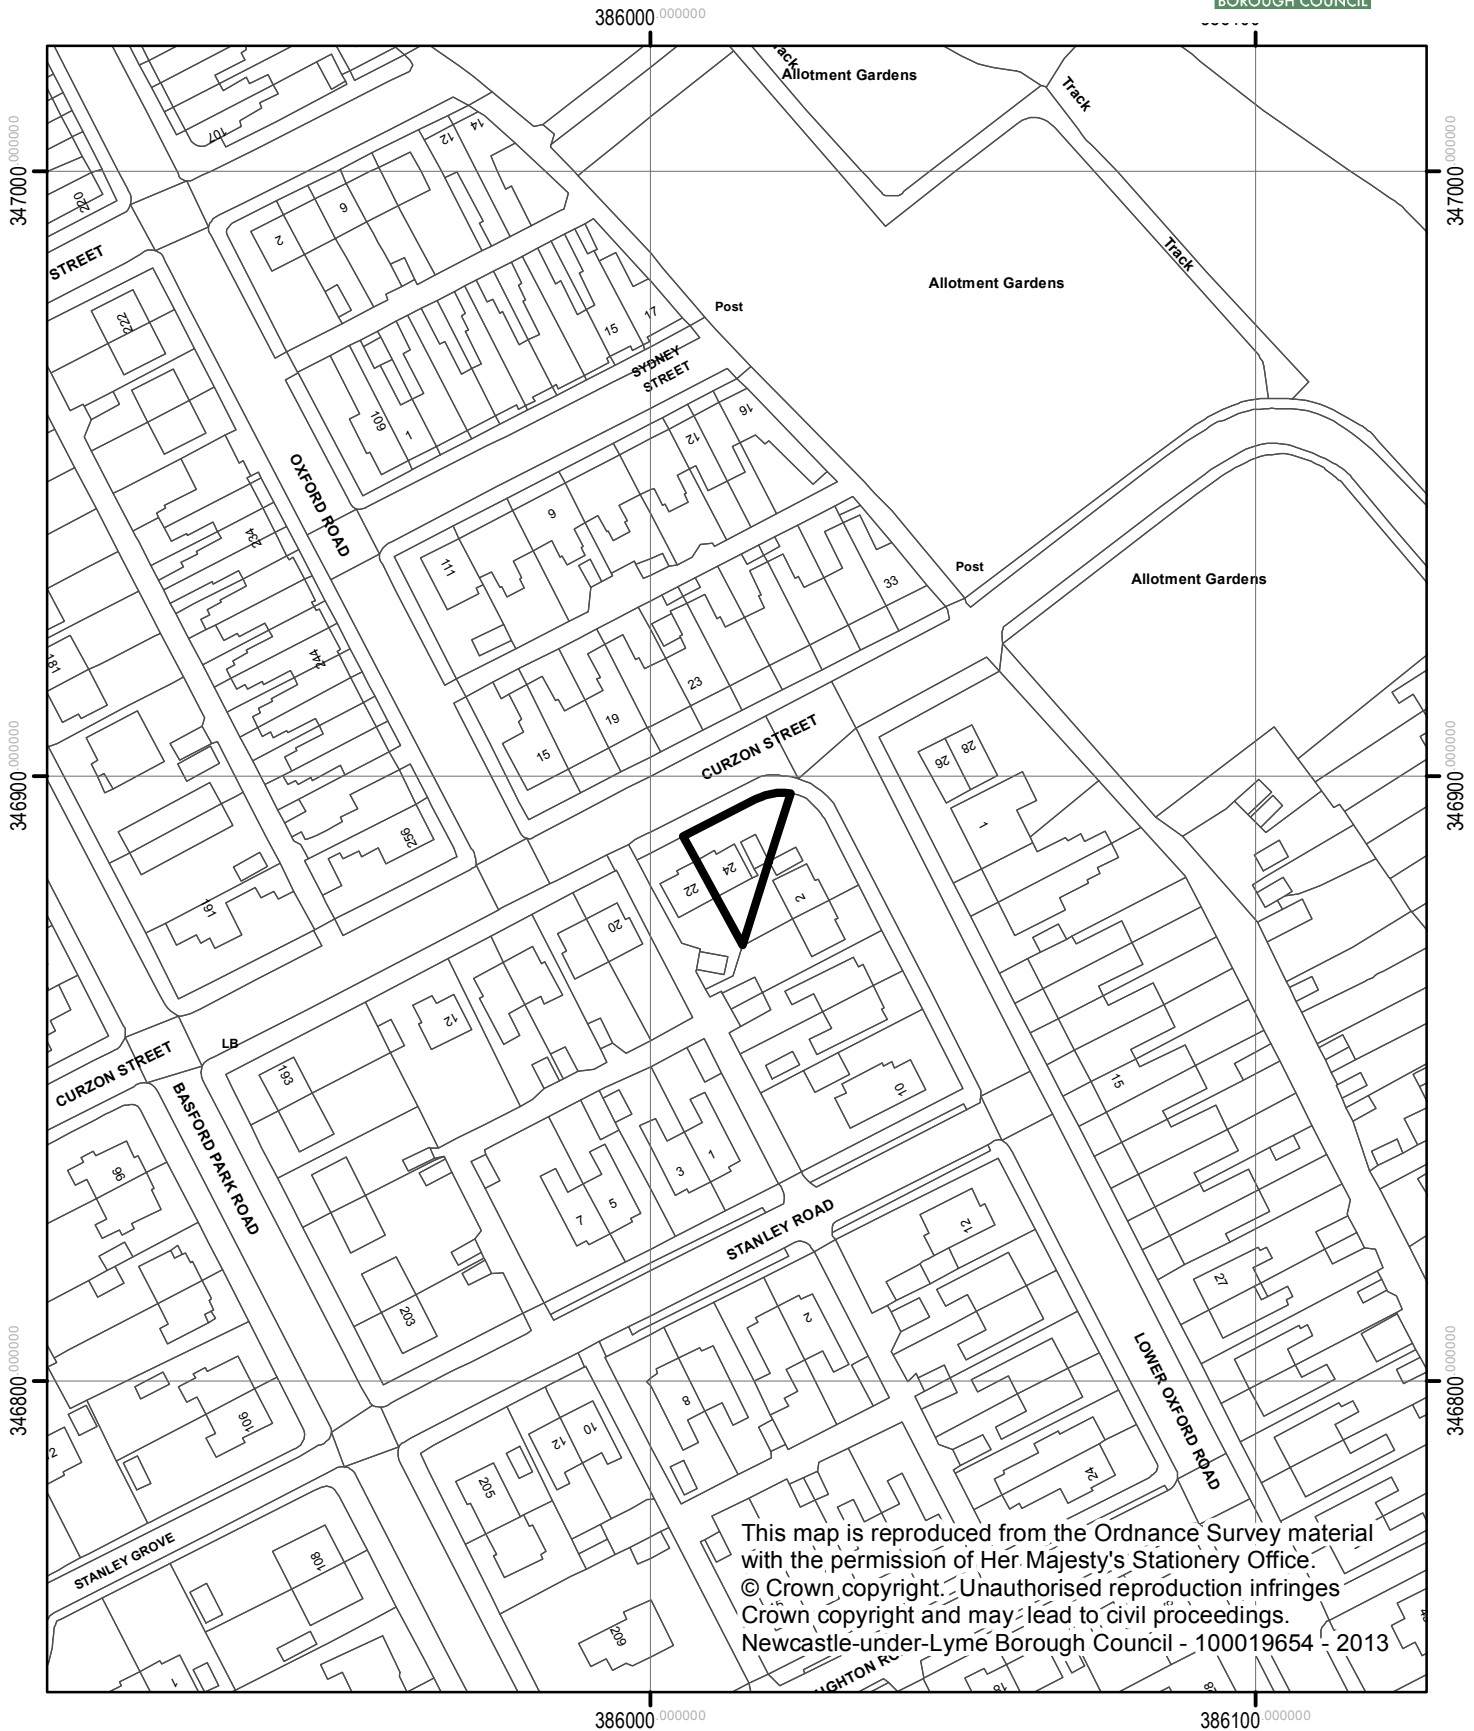 BOROUGH COUNCIL
386000.000000
347000.000000
347000.000000
Allotment Gardens
Track
107
12
14
220
6
2
STREET
Track
Allotment Gardens
222
Post
15
17
SYDNEY
STREET
109
1
16
12
OXFORD ROAD
9
234
111
Post
Allotment Gardens
33
181
244
23
19
15
CURZON STREET
26
28
346900.000000
346900.000000
1
256
24
22
2
191
20
12
LB
CURZON STREET
193
15
10
BASFORD PARK ROAD
96
3
1
7
5
STANLEY ROAD
12
27
203
2
LOWER OXFORD ROAD
346800.000000
346800.000000
8
106
12
10
205
24
STANLEY GROVE
108
209
1
18
This map is reproduced from the Ordnance Survey material
with the permission of Her Majesty's Stationery Office.
© Crown copyright. Unauthorised reproduction infringes
Crown copyright and may lead to civil proceedings.
Newcastle-under-Lyme Borough Council - 100019654 - 2013
386000.000000
386100.000000